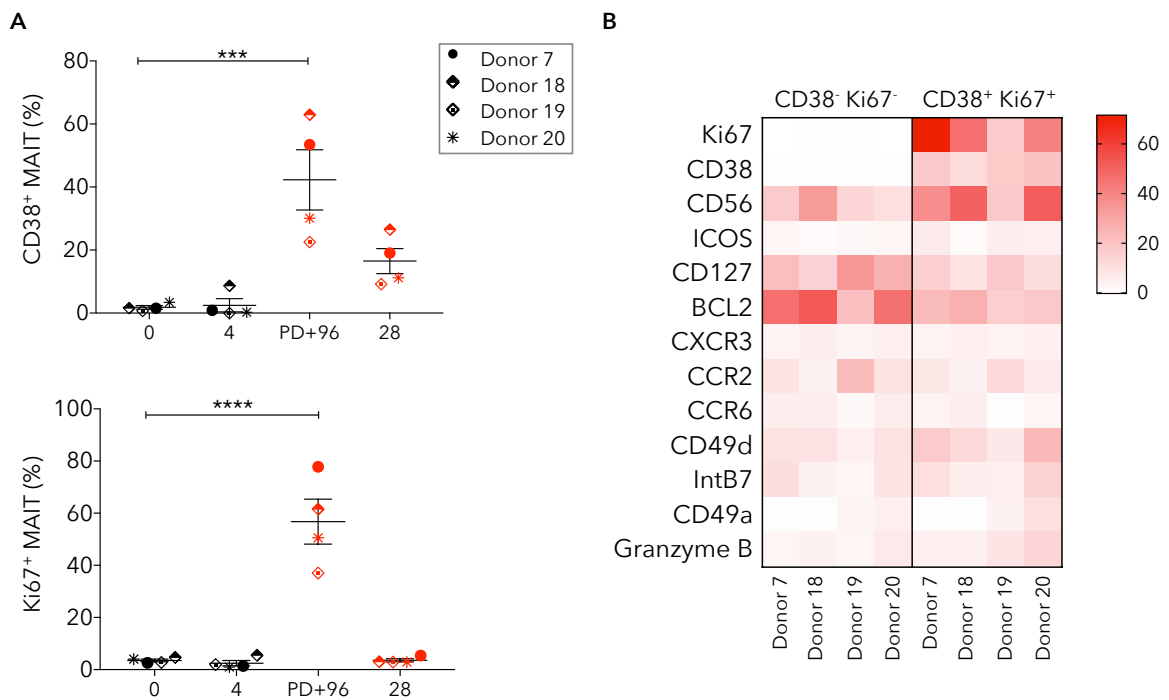 A
80
60
40
20
0
CD38⁺ MAIT (%)
***
0 4 PD+96 28
Donor 7
Donor 18
Donor 19
Donor 20
100
80
60
40
20
0
Ki67⁺ MAIT (%)
****
0 4 PD+96 28
B
CD38⁻ Ki67⁻ CD38⁺ Ki67⁺
Ki67
CD38
CD56
ICOS
CD127
BCL2
CXCR3
CCR2
CCR6
CD49d
IntB7
CD49a
Granzyme B
Donor 7
Donor 18
Donor 19
Donor 20
Donor 7
Donor 18
Donor 19
Donor 20
60
40
20
0